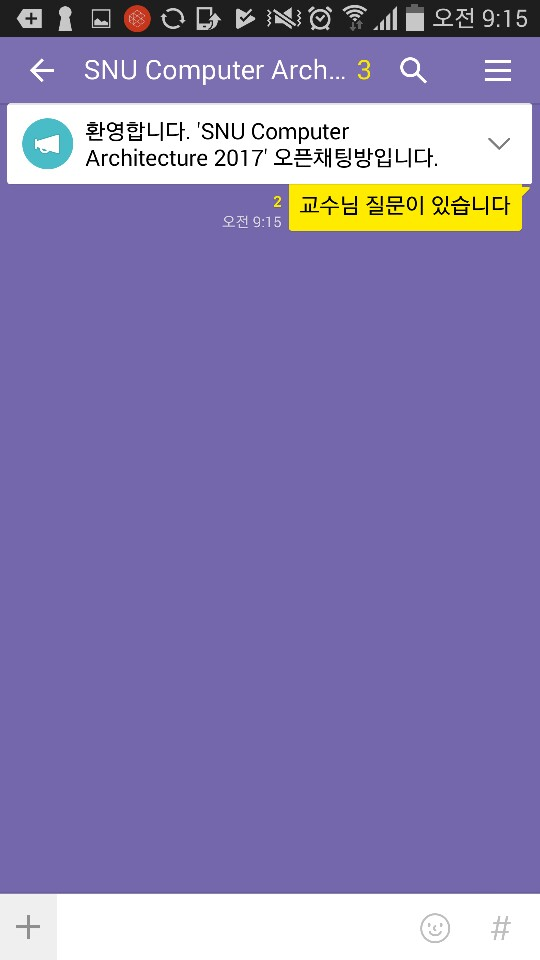 오전 9:15
SNU Computer Arch... 3
환영합니다. 'SNU Computer
Architecture 2017' 오픈채팅방입니다.
2
오전 9:15
교수님 질문이 있습니다
#